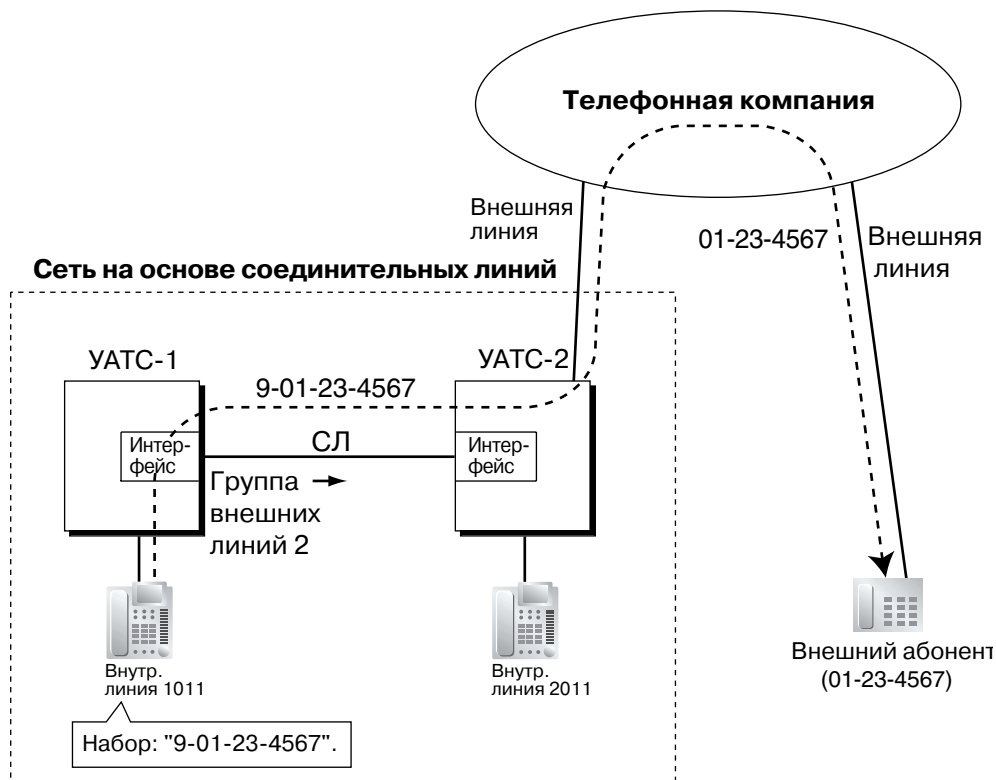 Телефонная компания
Внешняя
линия
01-23-4567
Внешняя
линия
Сеть на основе соединительных линий
УАТС-1
УАТС-2
9-01-23-4567
Интер-
фейс
СЛ
Интер-
фейс
Группа
внешних
линий 2
Внутр.
линия 1011
Внутр.
линия 2011
Внешний абонент
(01-23-4567)
Набор: "9-01-23-4567".